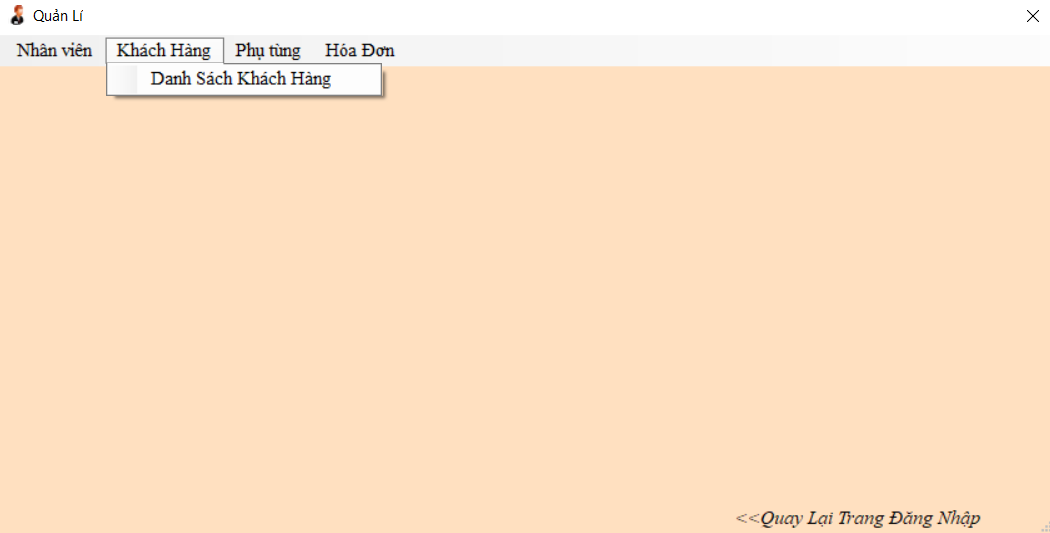 Quản Lí
Nhân viên Khách Hàng Phụ tùng Hóa Đơn
Danh Sách Khách Hàng
<<Quay Lại Trang Đăng Nhập